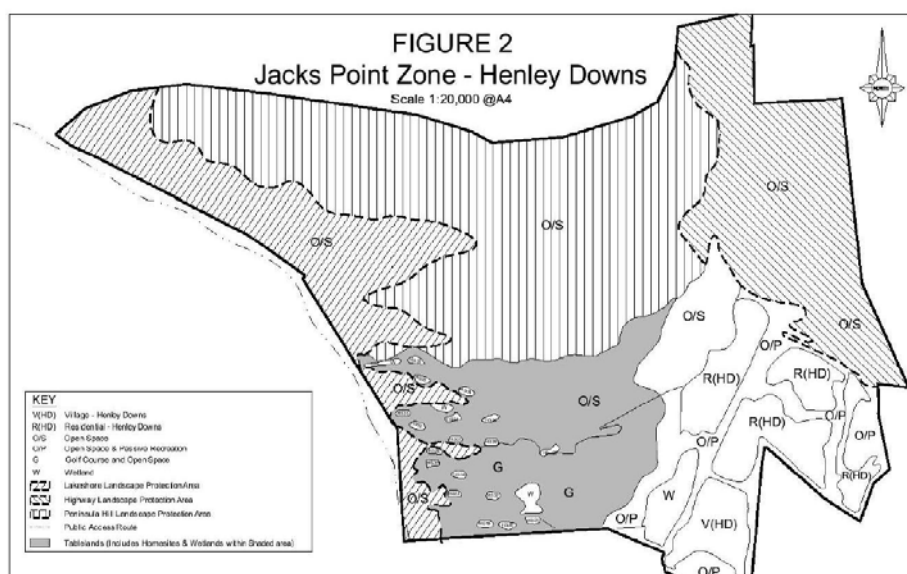 FIGURE 2
Jacks Point Zone - Henley Downs
Scale 1:20,000 @A4
O/S
O/S
O/S
O/S
O/S
O/S
O/P
R(HD)
R(HD)
O/S
O/S
R(HD)
O/P
O/P
O/P
R(HD)
G
G
W
W
W
O/S
O/P
V(HD)
O/P
KEY
V(HD) Village - Henley Downs
R(HD) Residential - Henley Downs
O/S Open Space
O/P Open Space & Passive Recreation
G Golf Course and Open Space
W Wetland
Lakeshore Landscape Protection Area
Highway Landscape Protection Area
Peninsula Hill Landscape Protection Area
Public Access Route
Tablelands (Includes Homesites & Wetlands within Shaded area)